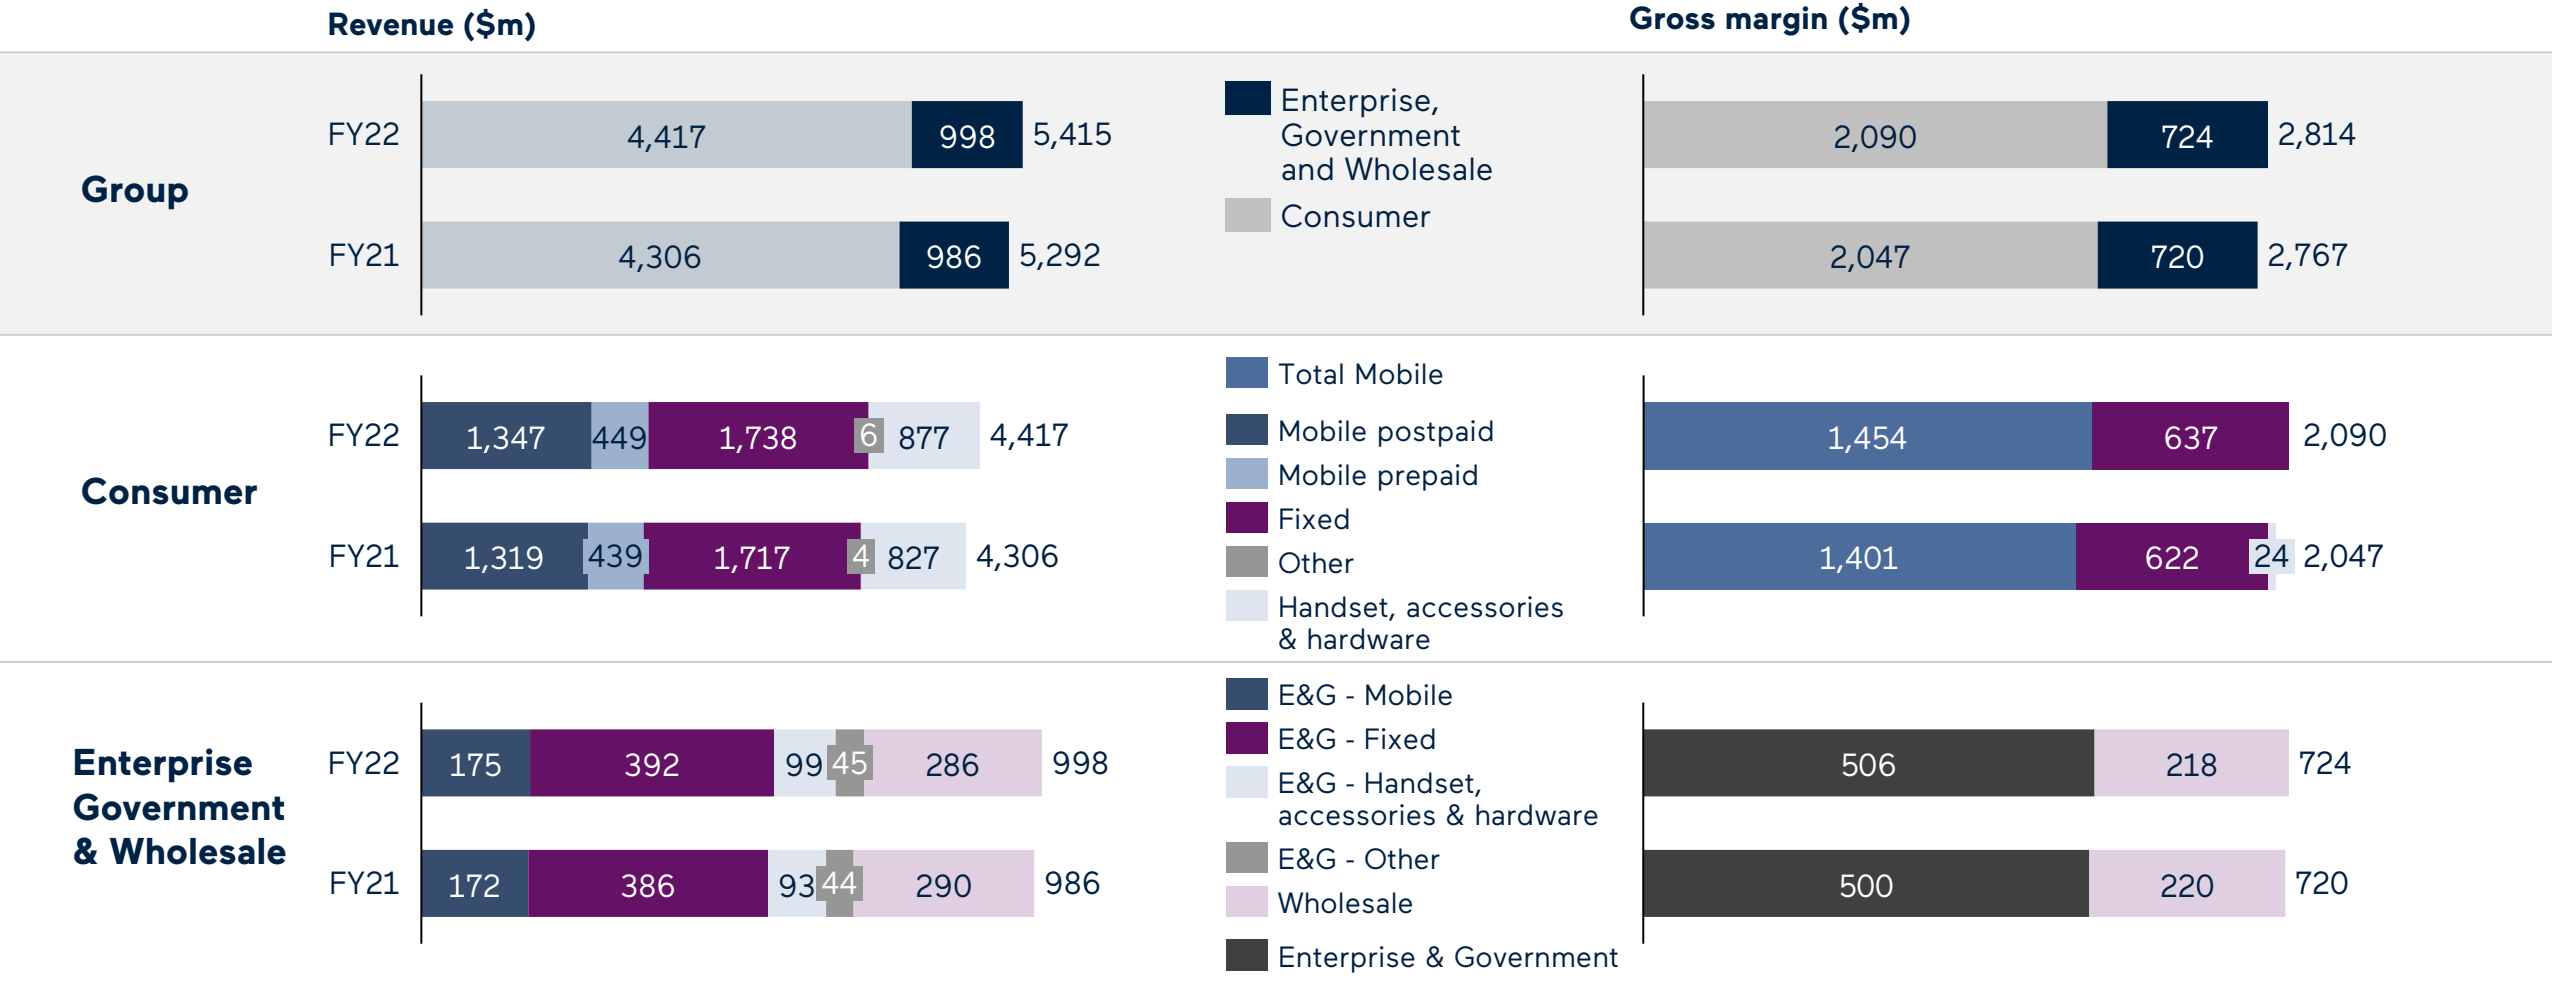 Revenue ($m)
Gross margin ($m)
Group
FY22
4,417
998
5,415
FY21
4,306
986
5,292
Enterprise,
Government
and Wholesale
Consumer
2,090
724
2,814
2,047
720
2,767
Consumer
FY22
1,347
449
1,738
6
877
4,417
FY21
1,319
439
1,717
4
827
4,306
Total Mobile
Mobile postpaid
Mobile prepaid
Fixed
Other
Handset, accessories
& hardware
1,454
637
2,090
1,401
622
24
2,047
Enterprise
Government
& Wholesale
FY22
175
392
99
45
286
998
FY21
172
386
93
44
290
986
E&G - Mobile
E&G - Fixed
E&G - Handset,
accessories & hardware
E&G - Other
Wholesale
Enterprise & Government
506
218
724
500
220
720